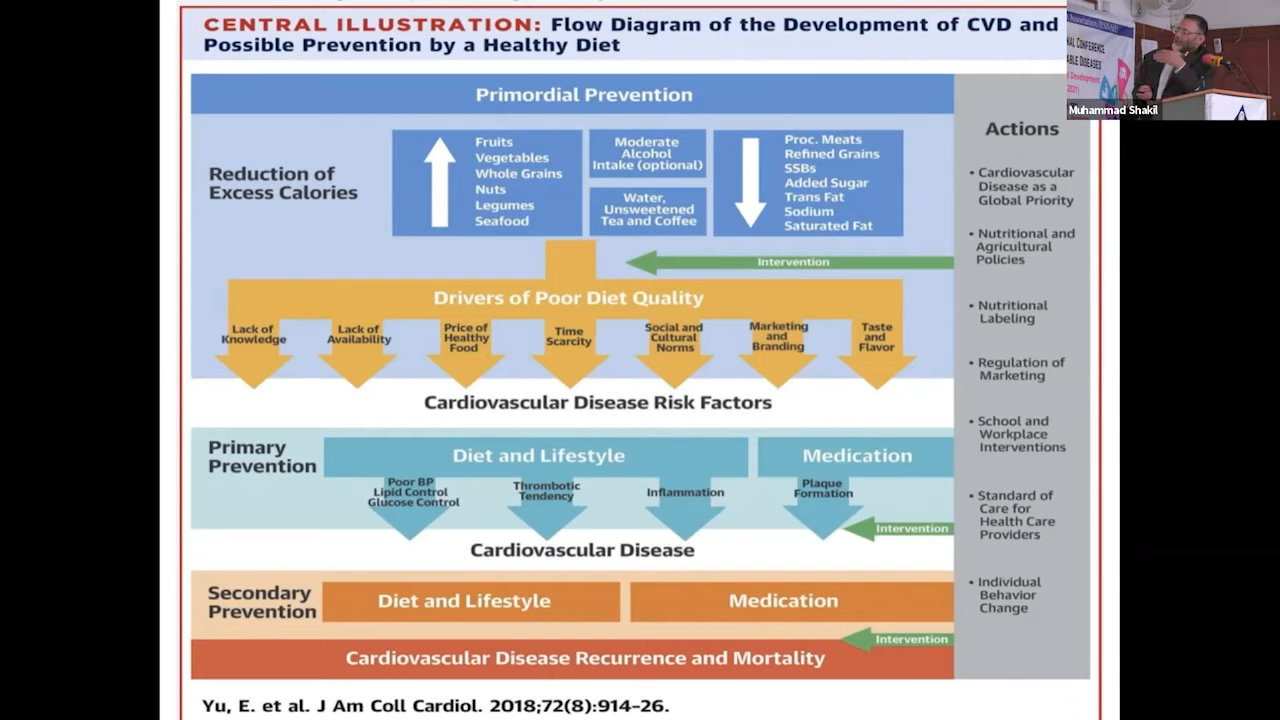 CENTRAL ILLUSTRATION: Flow Diagram of the Development of CVD and
Possible Prevention by a Healthy Diet
Primordial Prevention
Reduction of
Excess Calories
Fruits
Vegetables
Whole Grains
Nuts
Legumes
Seafood
Moderate
Alcohol
Intake (optional)
Water,
Unsweetened
Tea and Coffee
Proc. Meats
Refined Grains
SSBs
Added Sugar
Trans Fat
Sodium
Saturated Fat
Intervention
Drivers of Poor Diet Quality
Lack of
Knowledge
Lack of
Availability
Price of
Healthy
Food
Time
Scarcity
Social and
Cultural
Norms
Marketing
and
Branding
Taste
and
Flavor
Cardiovascular Disease Risk Factors
Primary
Prevention
Diet and Lifestyle
Medication
Poor BP
Lipid Control
Glucose Control
Thrombotic
Tendency
Inflammation
Plaque
Formation
Intervention
Cardiovascular Disease
Secondary
Prevention
Diet and Lifestyle
Medication
Intervention
Cardiovascular Disease Recurrence and Mortality
Actions
• Cardiovascular
Disease as a
Global Priority
• Nutritional and
Agricultural
Policies
• Nutritional
Labeling
• Regulation of
Marketing
• School and
Workplace
Interventions
• Standard of
Care for
Health Care
Providers
• Individual
Behavior
Change
Yu, E. et al. J Am Coll Cardiol. 2018;72(8):914–26.
CONFERENCE
DISEASES
Development
2021)
Muhammad Shakil